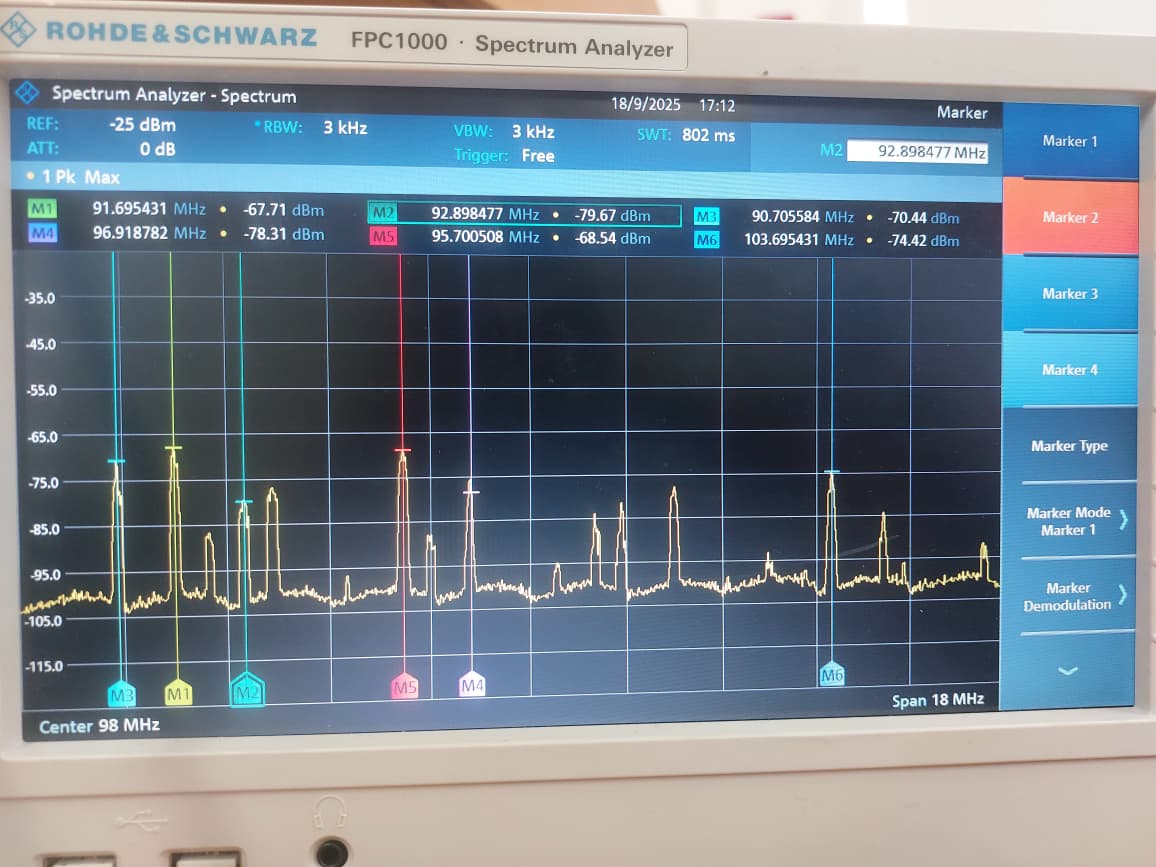 ROHDE&SCHWARZ FPC1000 · Spectrum Analyzer
Spectrum Analyzer - Spectrum 18/9/2025 17:12 Marker
REF: -25 dBm *RBW: 3 kHz VBW: 3 kHz SWT: 802 ms
ATT: 0 dB Trigger: Free M2 92.898477 MHz
• 1 Pk Max
M1 91.695431 MHz • -67.71 dBm M2 92.898477 MHz • -79.67 dBm M3 90.705584 MHz • -70.44 dBm
M4 96.918782 MHz • -78.31 dBm M5 95.700508 MHz • -68.54 dBm M6 103.695431 MHz • -74.42 dBm
-35.0
-45.0
-55.0
-65.0
-75.0
-85.0
-95.0
-105.0
-115.0
M3 M1 M2 M5 M4 M6
Center 98 MHz Span 18 MHz
Marker 1
Marker 2
Marker 3
Marker 4
Marker Type
Marker Mode
Marker 1
Marker
Demodulation